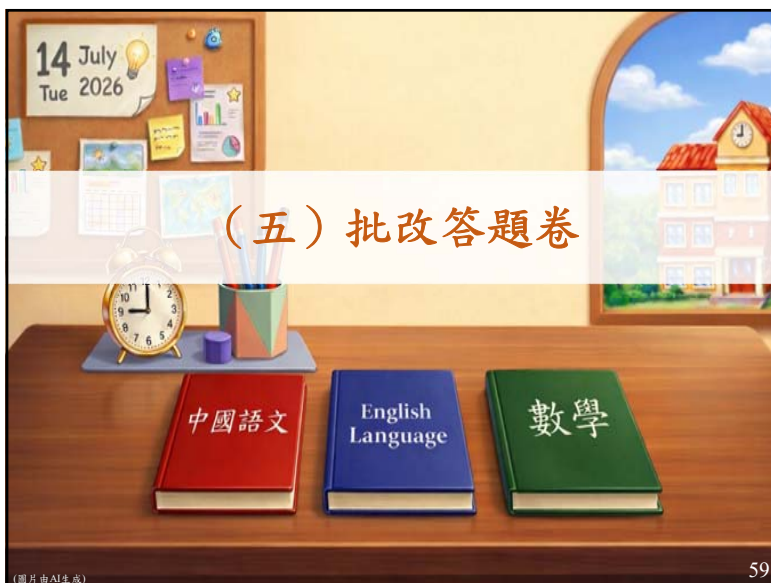 14 July
Tue 2026
（五）批改答題卷
中國語文
English
Language
數學
(圖片由AI生成)
59